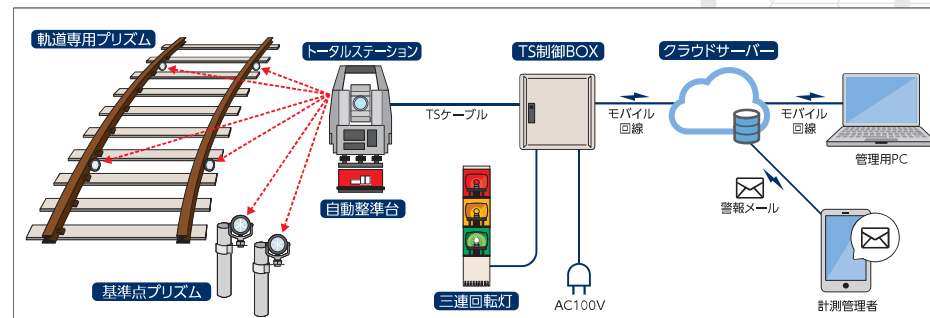 軌道専用プリズム
トータルステーション
TS制御BOX
クラウドサーバー
TSケーブル
モバイル
回線
モバイル
回線
管理用PC
自動整準台
警報メール
基準点プリズム
三連回転灯
AC100V
計測管理者